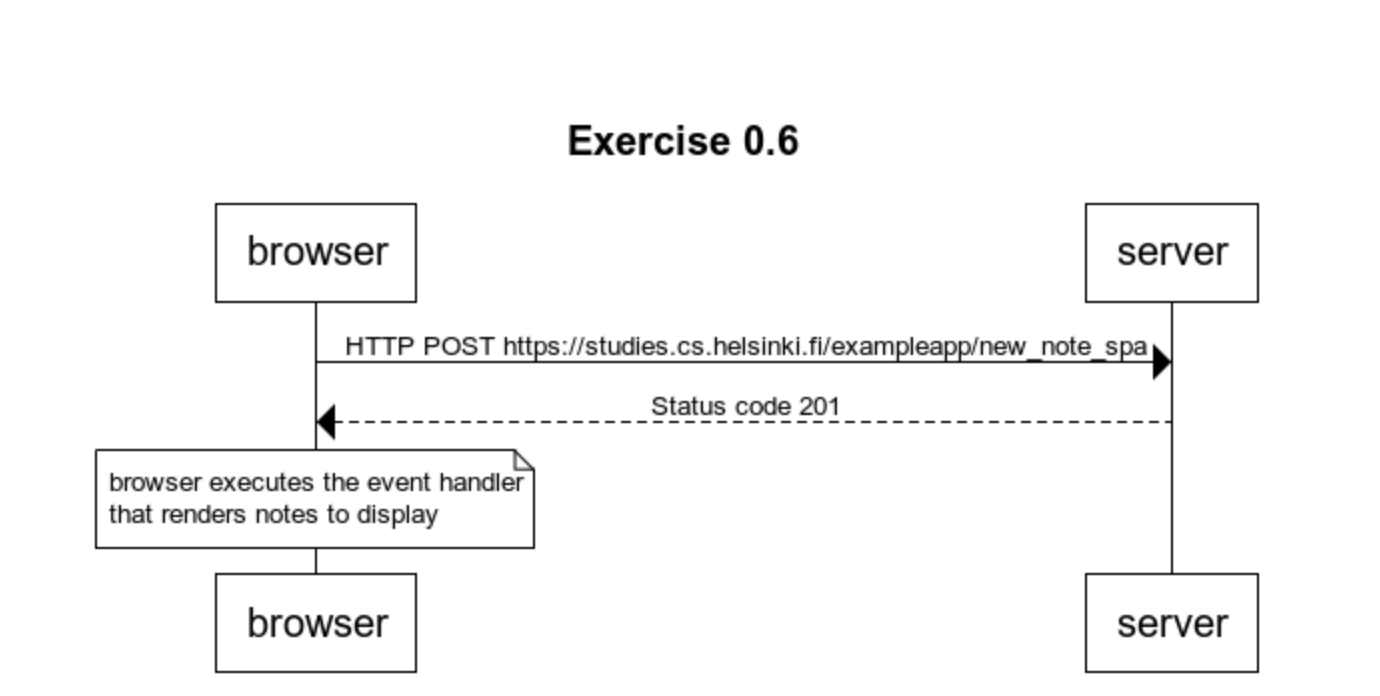 Exercise 0.6
browser
server
HTTP POST https://studies.cs.helsinki.fi/exampleapp/new_note_spa
Status code 201
browser executes the event handler
that renders notes to display
browser
server